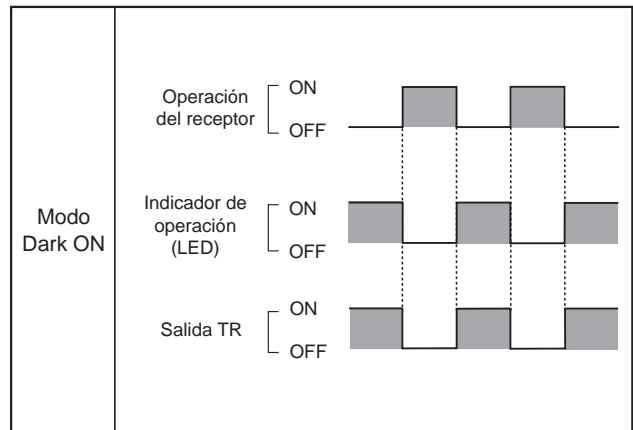 Modo
Dark ON
Operación
del receptor
ON
OFF
Indicador de
operación
(LED)
ON
OFF
Salida TR
ON
OFF